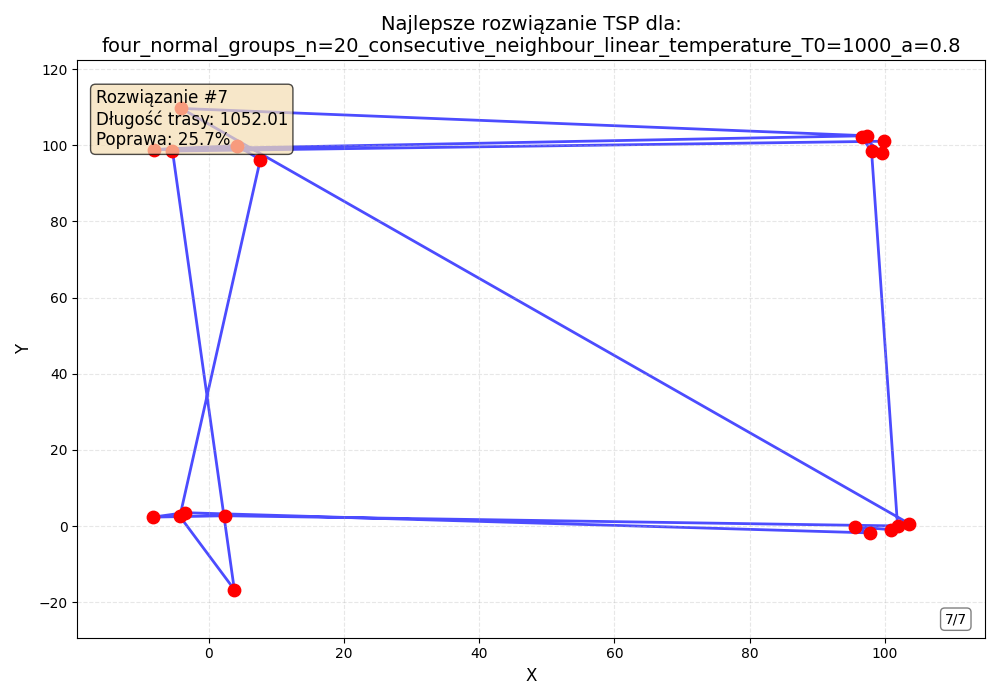 Najlepsze rozwiązanie TSP dla:
four_normal_groups_n=20_consecutive_neighbour_linear_temperature_T0=1000_a=0.8
Rozwiązanie #7
Długość trasy: 1052.01
Poprawa: 25.7%
120
100
80
60
40
20
0
−20
Y
0
20
40
60
80
100
X
7/7